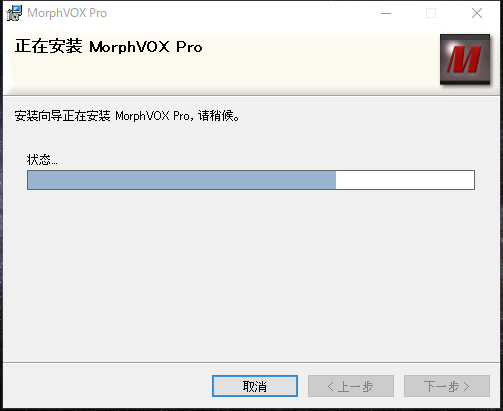 MorphVOX Pro
正在安装 MorphVOX Pro
M
安装向导正在安装 MorphVOX Pro, 请稍候。
状态...
取消
< 上一步
下一步 >